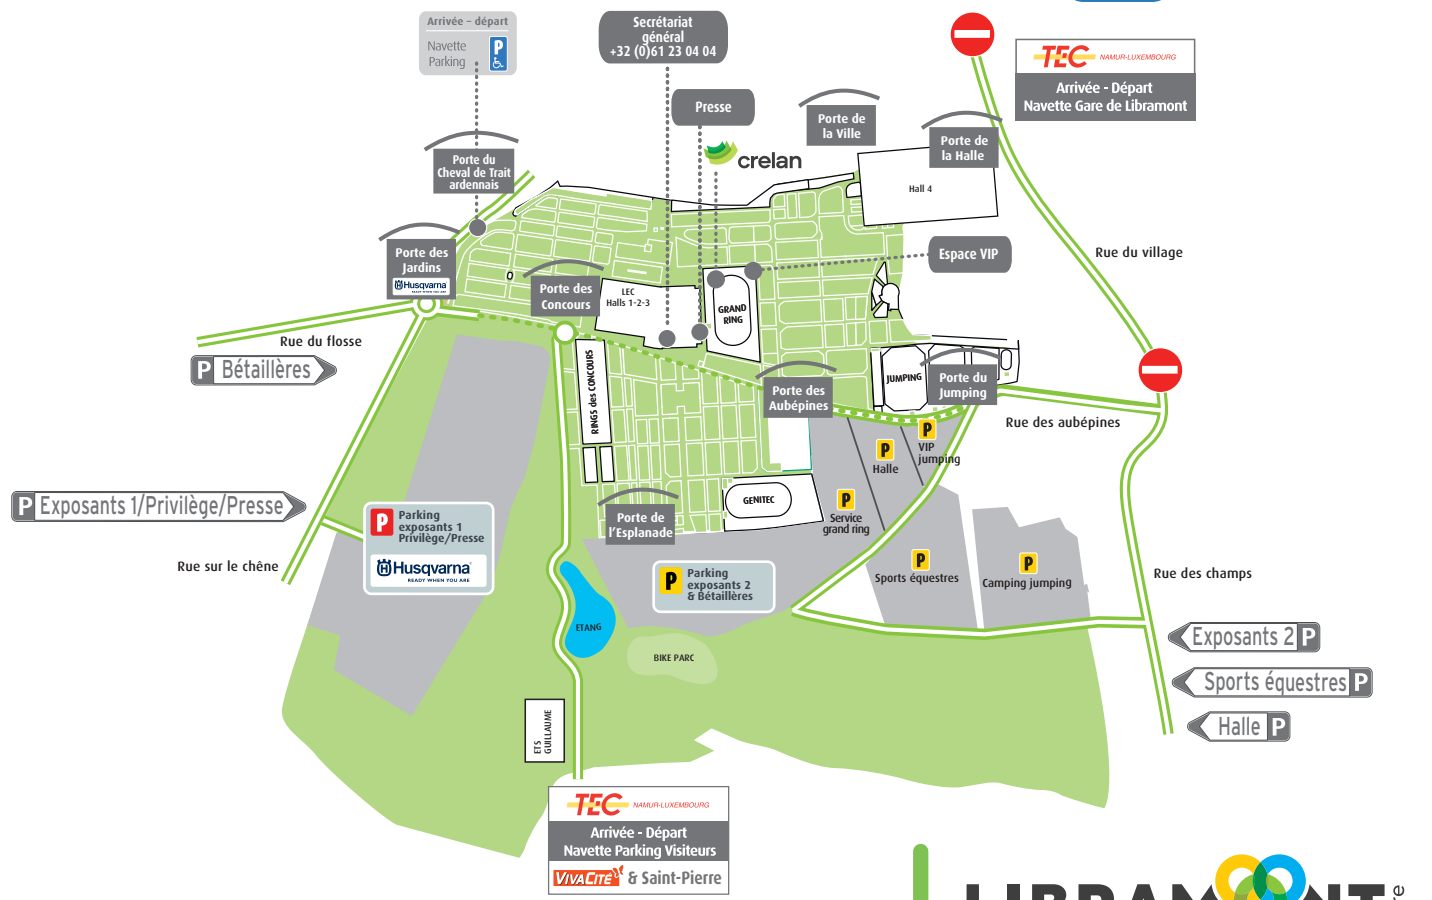 Arrivée – départ
Navette
Parking
P
Secrétariat
général
+32 (0)61 23 04 04
Presse
crelan
Porte de
la Ville
Porte de
la Halle
TEC NAMUR-LUXEMBOURG
Arrivée - Départ
Navette Gare de Libramont
Porte du
Cheval de Trait
ardennais
Hall 4
Porte des
Jardins
Husqvarna
READY WHEN YOU ARE
Porte des
Concours
LEC
Halls 1-2-3
GRAND
RING
Espace VIP
Rue du village
Rue du flosse
P Bétaillères
RINGS des CONCOURS
Porte des
Aubépines
JUMPING
Porte du
Jumping
Rue des aubépines
P
VIP
jumping
P
Halle
P
Service
grand ring
GENITEC
Porte de
l'Esplanade
P Exposants 1/Privilège/Presse
P
Parking
exposants 1
Privilège/Presse
Husqvarna
READY WHEN YOU ARE
Rue sur le chêne
P
Parking
exposants 2
& Bétaillères
P
Sports équestres
P
Camping jumping
Rue des champs
ETANG
BIKE PARC
Exposants 2 P
Sports équestres P
Halle P
ETS
GUILLAUME
TEC NAMUR-LUXEMBOURG
Arrivée - Départ
Navette Parking Visiteurs
VIVACITÉ & Saint-Pierre
LIBRAMONT
re